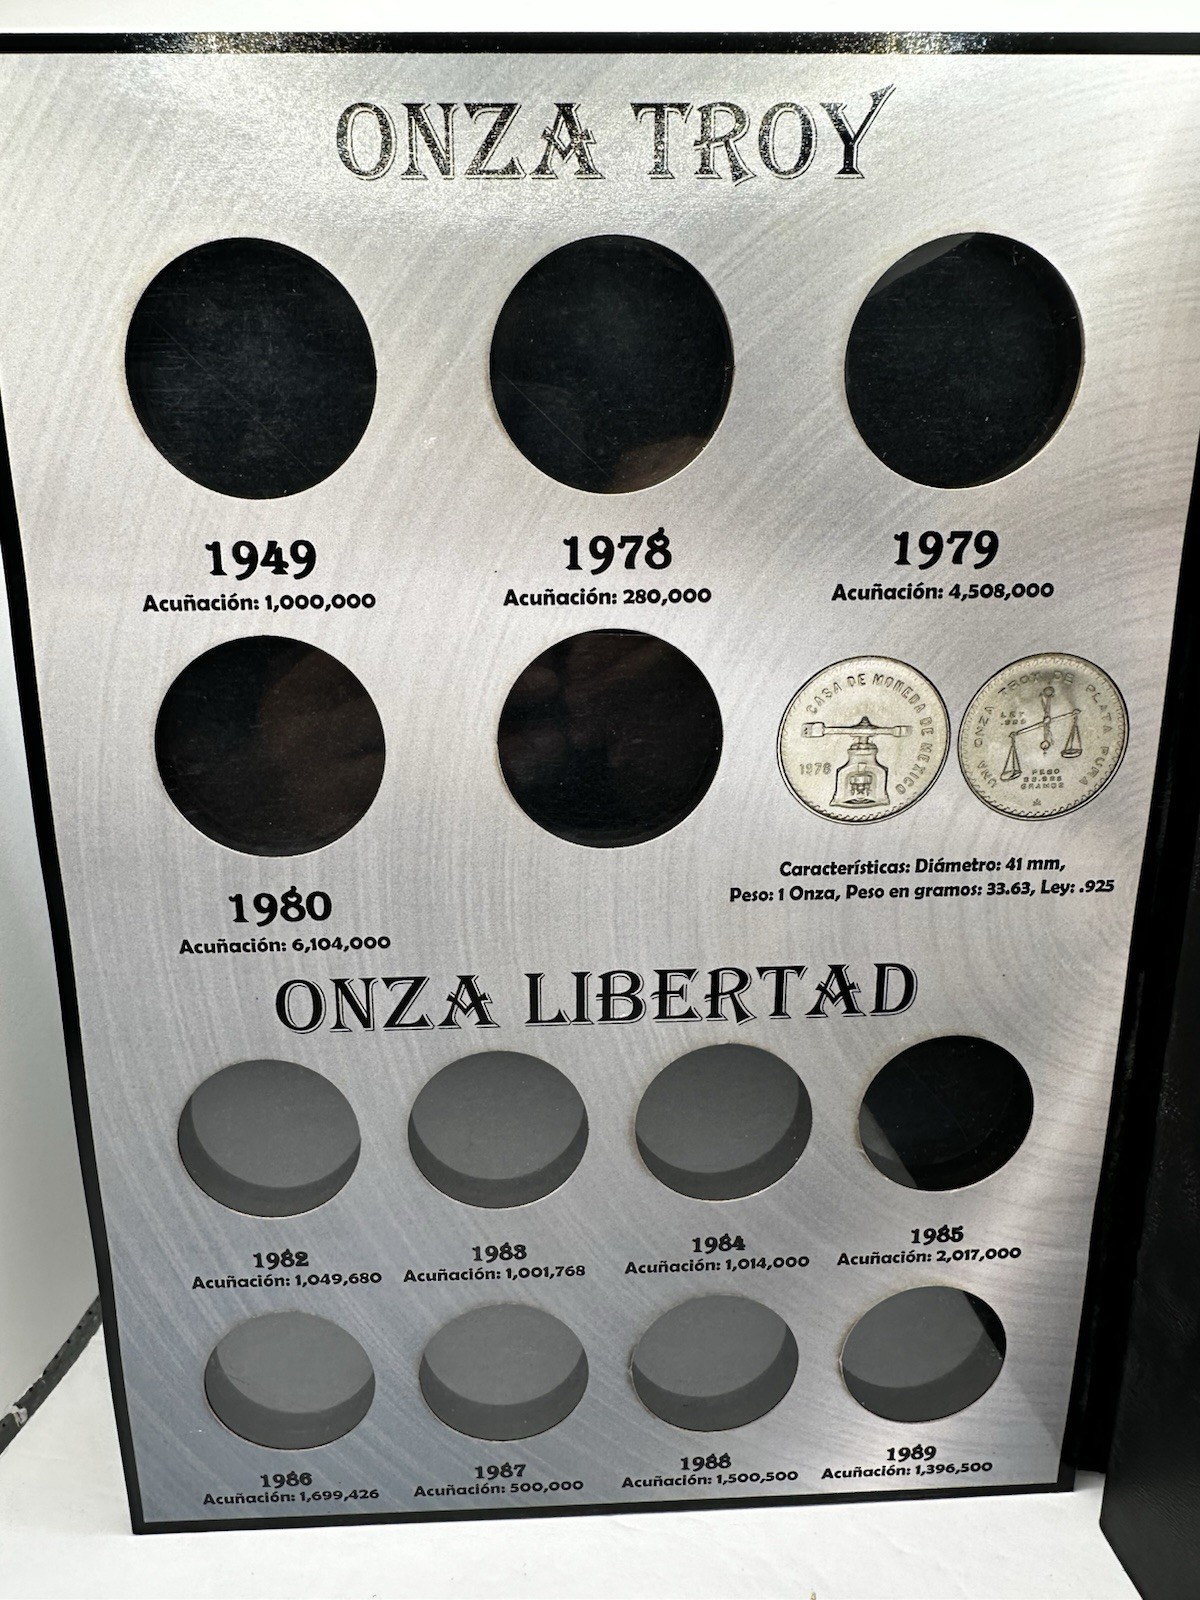 ONZA TROY
1949
Acuñación: 1,000,000
1978
Acuñación: 280,000
1979
Acuñación: 4,508,000
CASA DE MONEDA DE MEXICO
1978
UNA ONZA TROY DE PLATA PURA
LEY
.925
PESO
GRAMOS
1980
Acuñación: 6,104,000
Características: Diámetro: 41 mm,
Peso: 1 Onza, Peso en gramos: 33.63, Ley: .925
ONZA LIBERTAD
1982
Acuñación: 1,049,680
1983
Acuñación: 1,001,768
1984
Acuñación: 1,014,000
1985
Acuñación: 2,017,000
1986
Acuñación: 1,699,426
1987
Acuñación: 500,000
1988
Acuñación: 1,500,500
1989
Acuñación: 1,396,500